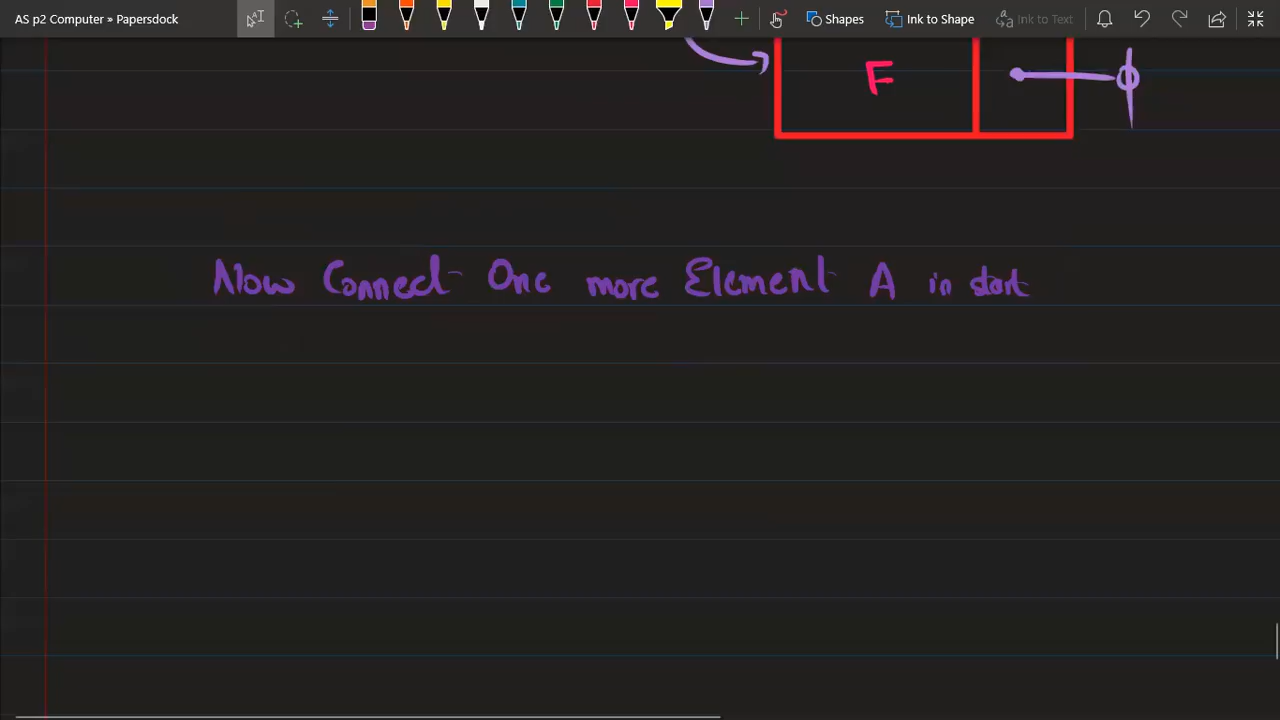 AS p2 Computer » Papersdock
Shapes
Ink to Shape
Ink to Text
F
Now Connect One more Element A in start